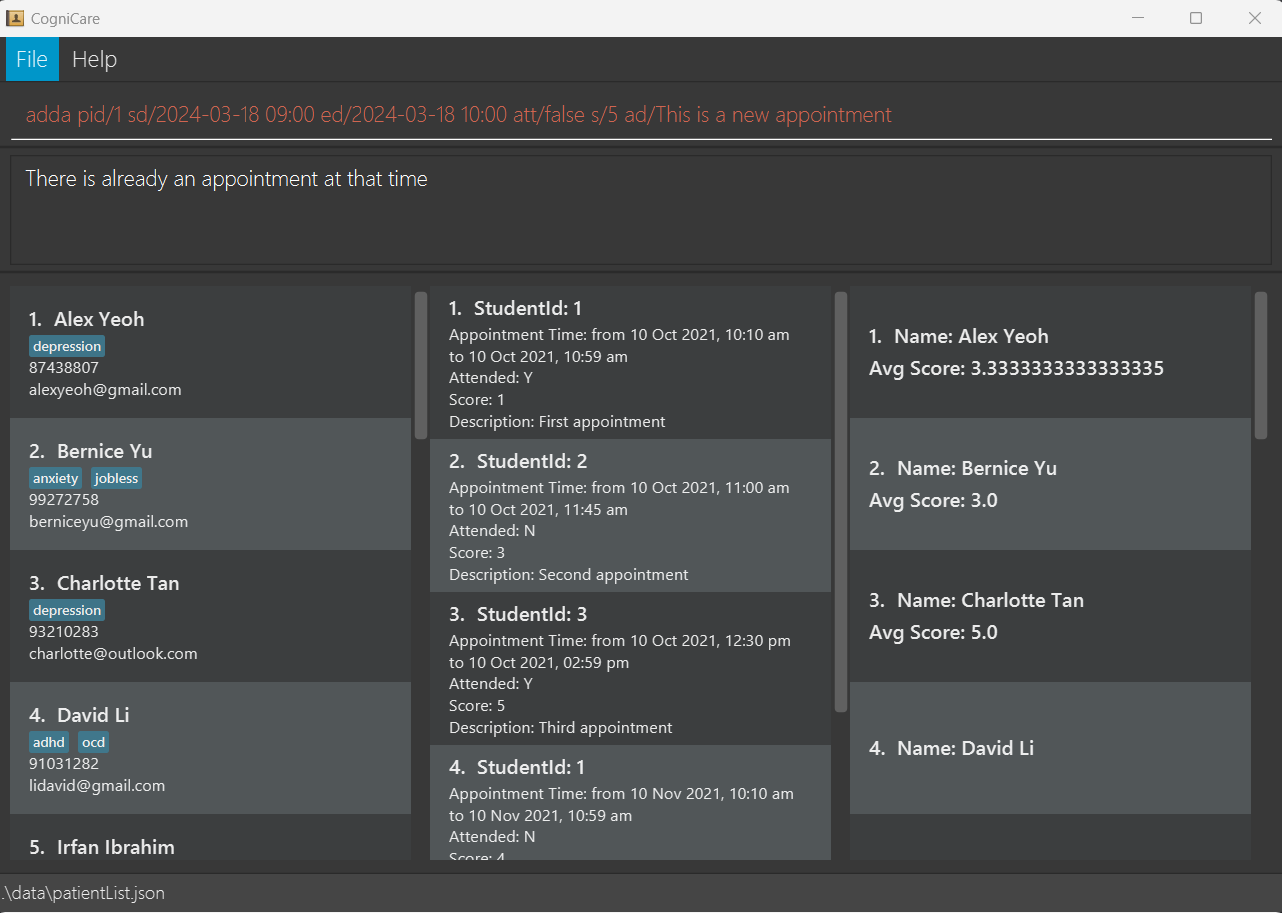 CogniCare
File Help
adda pid/1 sd/2024-03-18 09:00 ed/2024-03-18 10:00 att/false s/5 ad/This is a new appointment
There is already an appointment at that time
1. Alex Yeoh
depression
87438807
alexyeoh@gmail.com
2. Bernice Yu
anxiety jobless
99272758
berniceyu@gmail.com
3. Charlotte Tan
depression
93210283
charlotte@outlook.com
4. David Li
adhd ocd
91031282
lidavid@gmail.com
5. Irfan Ibrahim
1. StudentId: 1
Appointment Time: from 10 Oct 2021, 10:10 am
to 10 Oct 2021, 10:59 am
Attended: Y
Score: 1
Description: First appointment
2. StudentId: 2
Appointment Time: from 10 Oct 2021, 11:00 am
to 10 Oct 2021, 11:45 am
Attended: N
Score: 3
Description: Second appointment
3. StudentId: 3
Appointment Time: from 10 Oct 2021, 12:30 pm
to 10 Oct 2021, 02:59 pm
Attended: Y
Score: 5
Description: Third appointment
4. StudentId: 1
Appointment Time: from 10 Nov 2021, 10:10 am
to 10 Nov 2021, 10:59 am
Attended: N
Score: 4
1. Name: Alex Yeoh
Avg Score: 3.3333333333333335
2. Name: Bernice Yu
Avg Score: 3.0
3. Name: Charlotte Tan
Avg Score: 5.0
4. Name: David Li
.\data\patientList.json